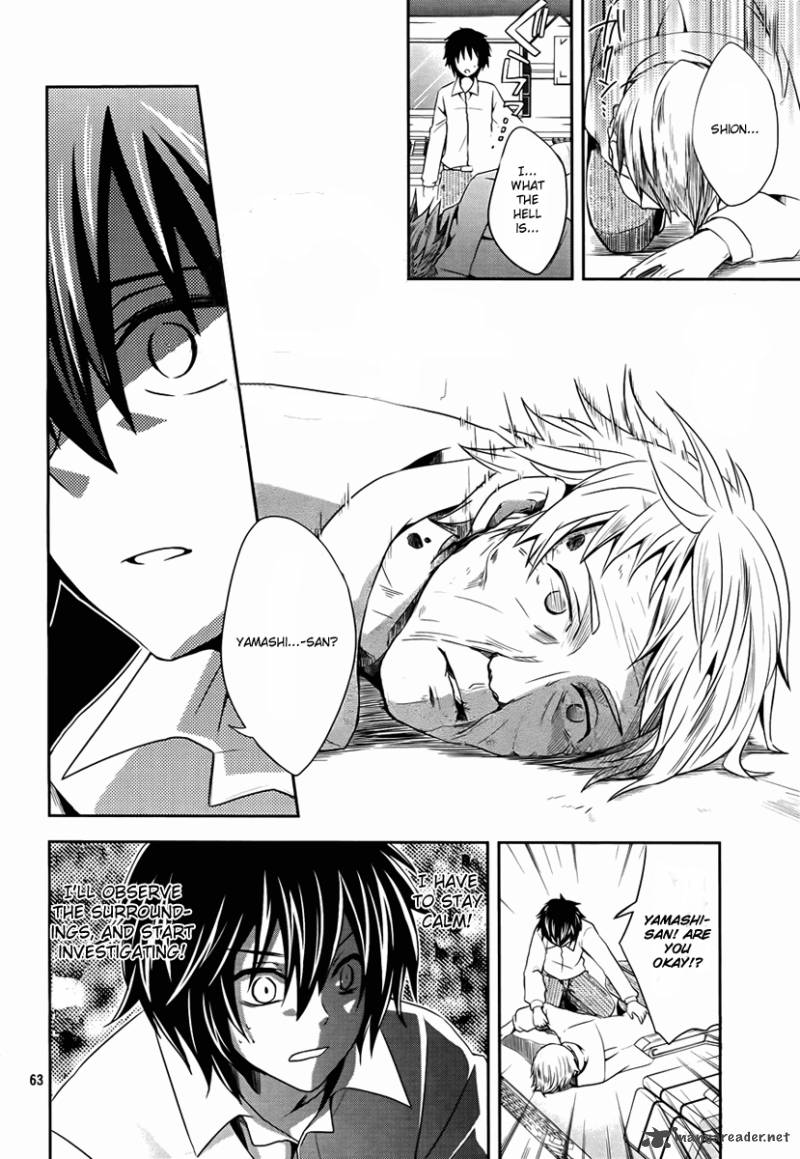 SHION...
I...
WHAT
THE
HELL
IS...
YAMASHI...-SAN?
YAMASHI-
SAN! ARE
YOU
OKAY!?
I HAVE
TO STAY
CALM!
I'LL OBSERVE
THE SURROUND-
INGS, AND START
INVESTIGATING!
63
mangareader.net